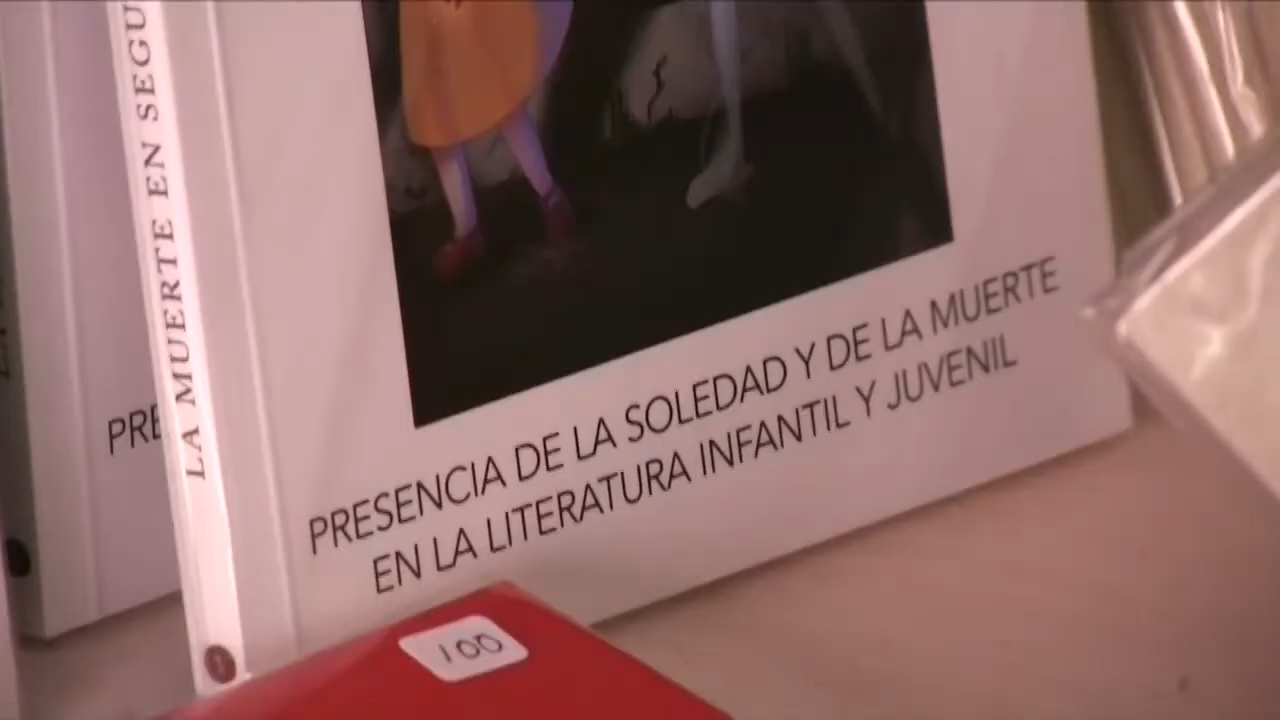 LA MUERTE EN SEGU
PRE
PRESENCIA DE LA SOLEDAD Y DE LA MUERTE
EN LA LITERATURA INFANTIL Y JUVENIL
100